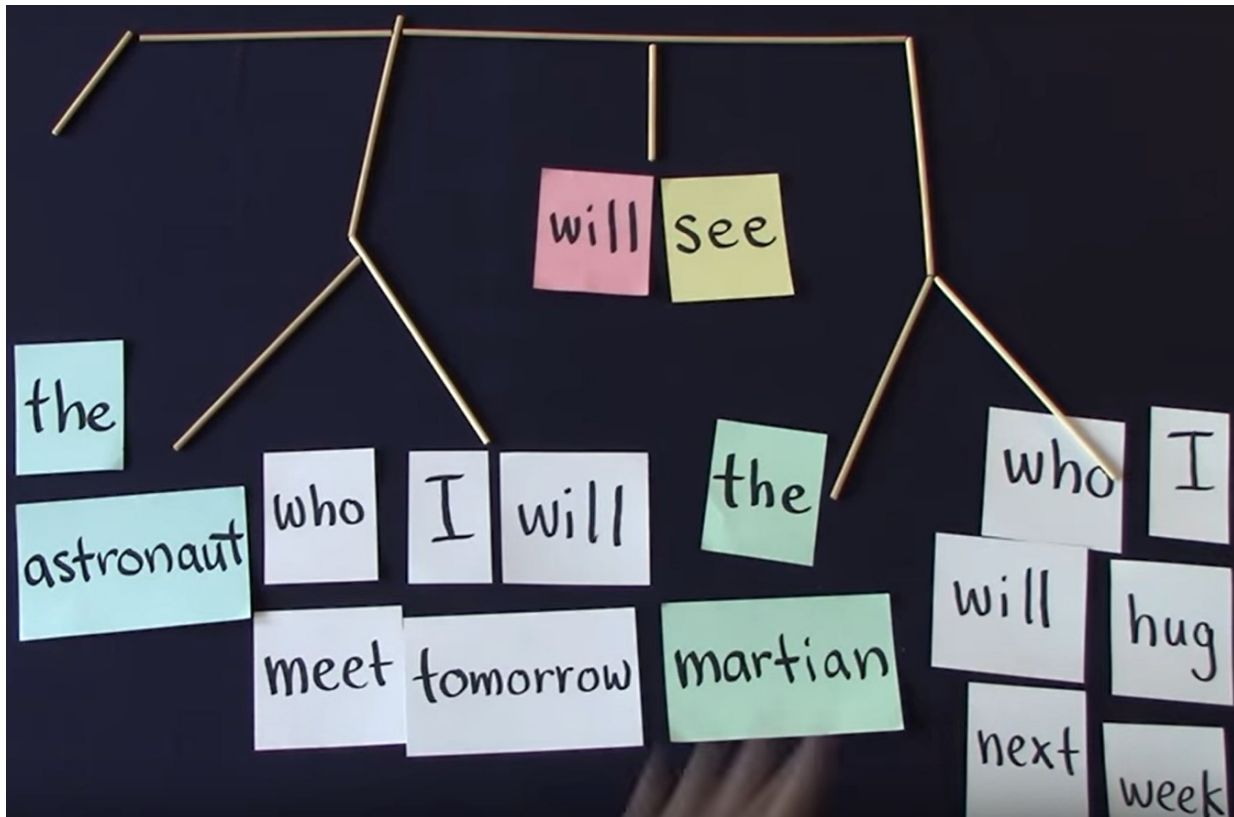 will see
the
astronaut
who I will
meet tomorrow
the
martian
who I
will hug
next week